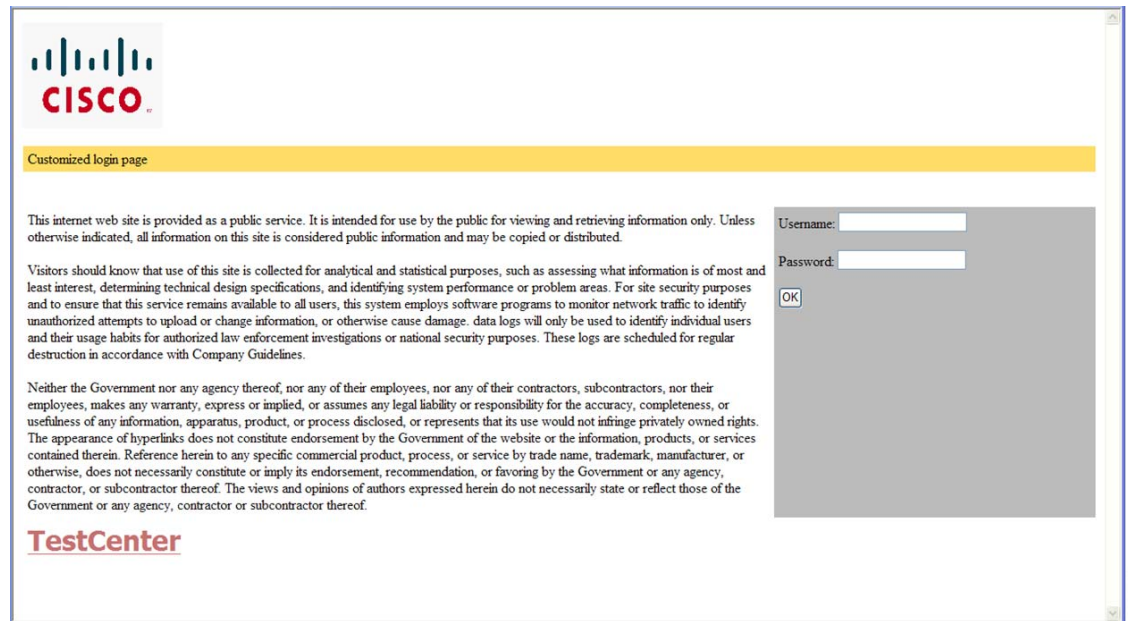 CISCO
Customized login page
This internet web site is provided as a public service. It is intended for use by the public for viewing and retrieving information only. Unless
otherwise indicated, all information on this site is considered public information and may be copied or distributed.
Username:
Visitors should know that use of this site is collected for analytical and statistical purposes, such as assessing what information is of most and
least interest, determining technical design specifications, and identifying system performance or problem areas. For site security purposes
and to ensure that this service remains available to all users, this system employs software programs to monitor network traffic to identify
unauthorized attempts to upload or change information, or otherwise cause damage. data logs will only be used to identify individual users
and their usage habits for authorized law enforcement investigations or national security purposes. These logs are scheduled for regular
destruction in accordance with Company Guidelines.
Password:
OK
Neither the Government nor any agency thereof, nor any of their employees, nor any of their contractors, subcontractors, nor their
employees, makes any warranty, express or implied, or assumes any legal liability or responsibility for the accuracy, completeness, or
usefulness of any information, apparatus, product, or process disclosed, or represents that its use would not infringe privately owned rights.
The appearance of hyperlinks does not constitute endorsement by the Government of the website or the information, products, or services
contained therein. Reference herein to any specific commercial product, process, or service by trade name, trademark, manufacturer, or
otherwise, does not necessarily constitute or imply its endorsement, recommendation, or favoring by the Government or any agency,
contractor, or subcontractor thereof. The views and opinions of authors expressed herein do not necessarily state or reflect those of the
Government or any agency, contractor or subcontractor thereof.
TestCenter